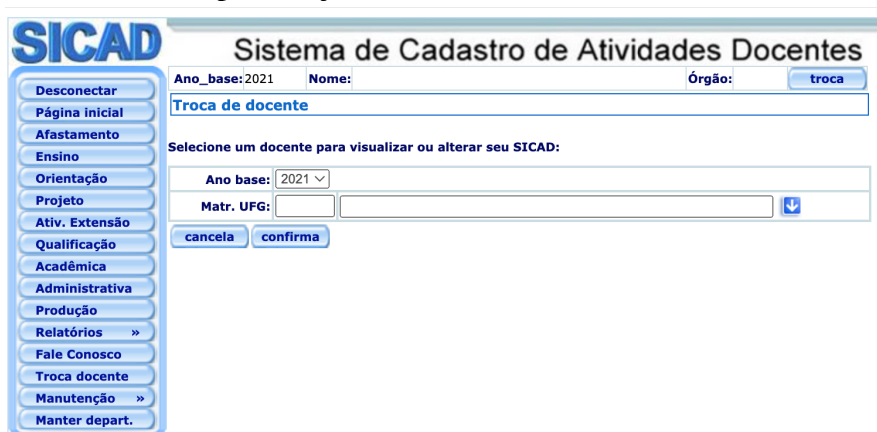 SICAD
Sistema de Cadastro de Atividades Docentes
Ano_base: 2021 Nome: Órgão: troca
Troca de docente
Selecione um docente para visualizar ou alterar seu SICAD:
Ano base: 2021
Matr. UFG:
cancela confirma
Desconectar
Página inicial
Afastamento
Ensino
Orientação
Projeto
Ativ. Extensão
Qualificação
Acadêmica
Administrativa
Produção
Relatórios »
Fale Conosco
Troca docente
Manutenção »
Manter depart.